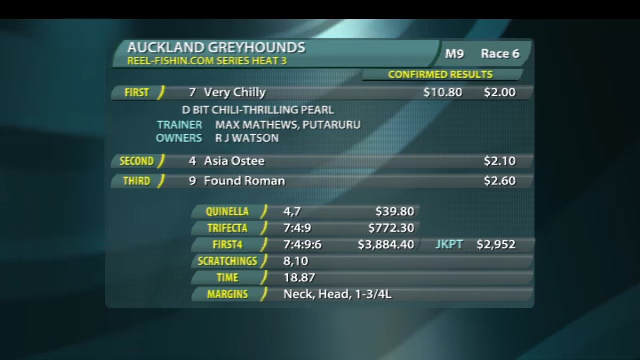 AUCKLAND GREYHOUNDS M9 Race 6
REEL-FISHIN.COM SERIES HEAT 3
CONFIRMED RESULTS
FIRST 7 Very Chilly $10.80 $2.00
D BIT CHILI-THRILLING PEARL
TRAINER MAX MATHEWS, PUTARURU
OWNERS R J WATSON
SECOND 4 Asia Ostee $2.10
THIRD 9 Found Roman $2.60
QUINELLA 4,7 $39.80
TRIFECTA 7:4:9 $772.30
FIRST4 7:4:9:6 $3,884.40 JKPT $2,952
SCRATCHINGS 8,10
TIME 18.87
MARGINS Neck, Head, 1-3/4L